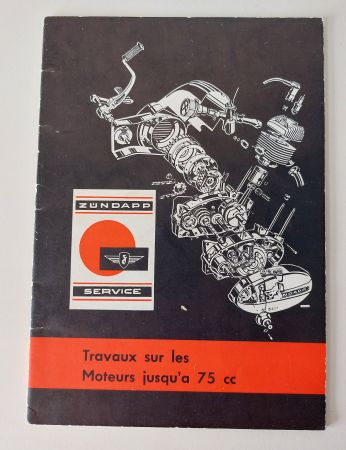 ZÜNDAPP
SERVICE
Travaux sur les
Moteurs jusqu'a 75 cc